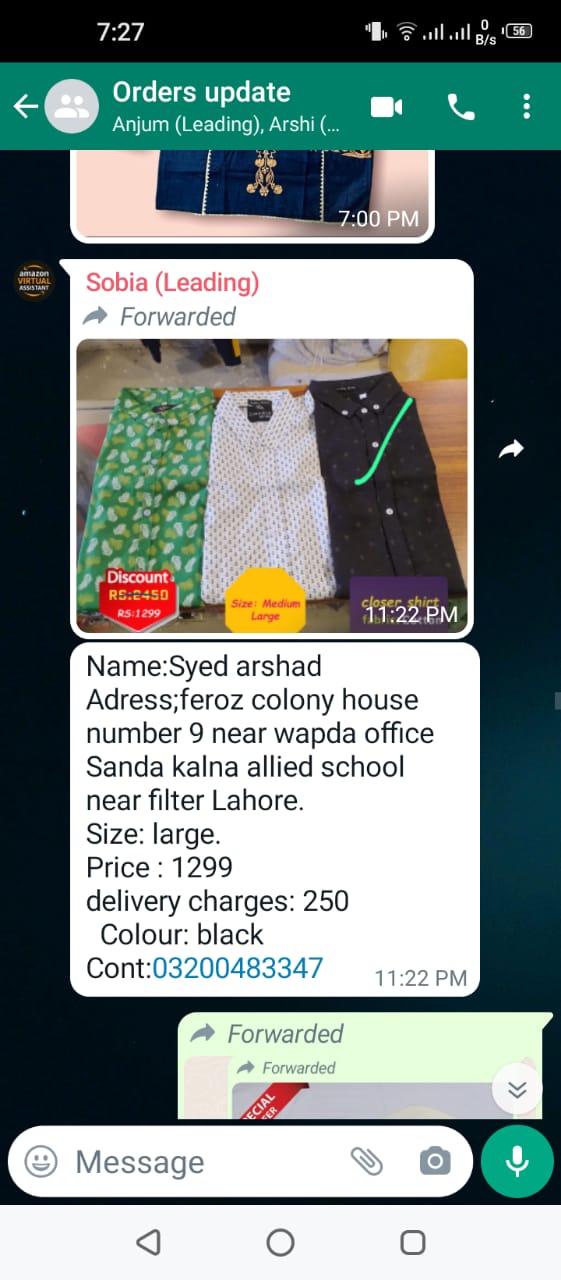 7:27
0
B/s
56
Orders update
Anjum (Leading), Arshi (...
7:00 PM
amazon
VIRTUAL
ASSISTANT
Sobia (Leading)
Forwarded
Discount
RS:2450
RS:1299
Size: Medium
Large
closer shirt
11:22 PM
Name:Syed arshad
Adress;feroz colony house
number 9 near wapda office
Sanda kalna allied school
near filter Lahore.
Size: large.
Price : 1299
delivery charges: 250
Colour: black
Cont:03200483347
11:22 PM
Forwarded
Forwarded
Message